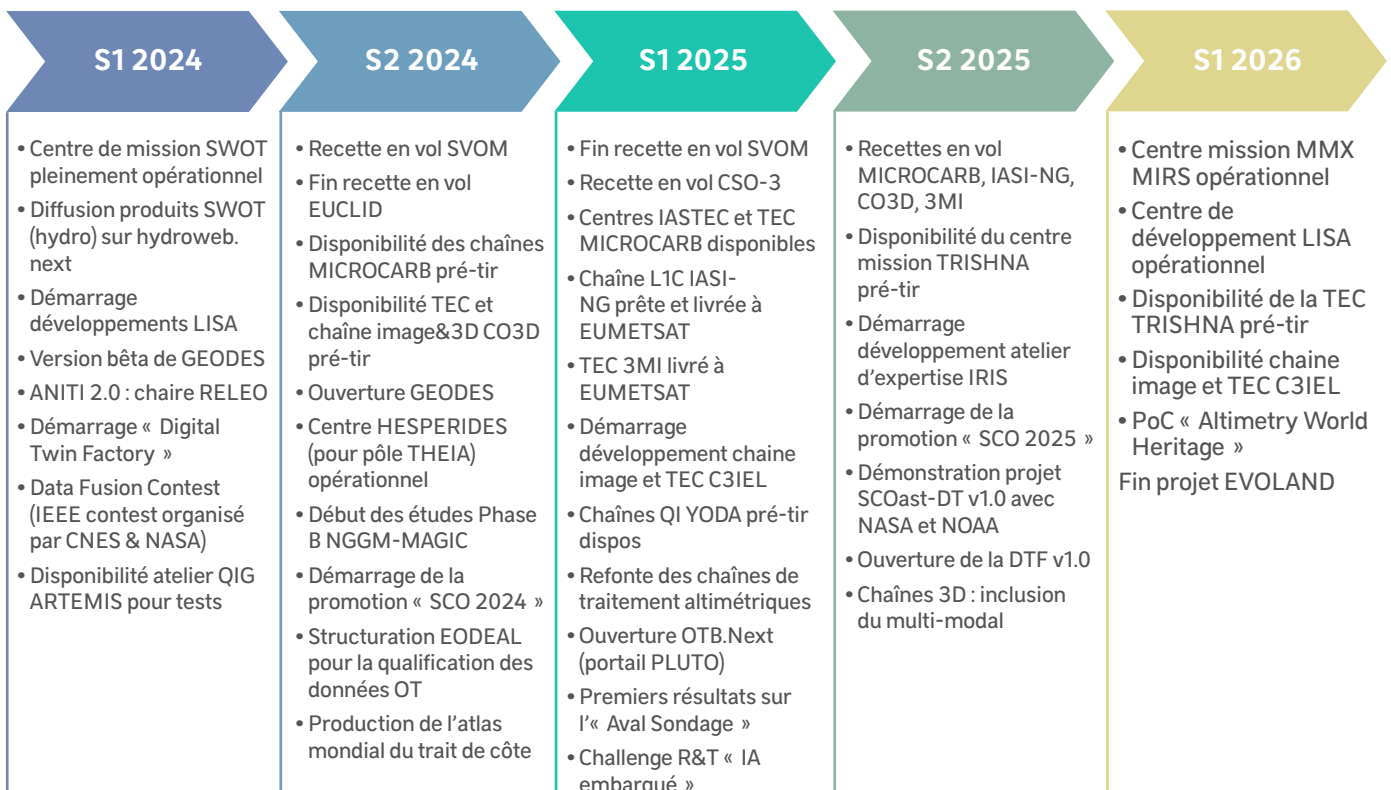 S1 2024
• Centre de mission SWOT
pleinement opérationnel
• Diffusion produits SWOT
(hydro) sur hydroweb.
next
• Démarrage
développements LISA
• Version bêta de GEODES
• ANITI 2.0 : chaire RELEO
• Démarrage « Digital
Twin Factory »
• Data Fusion Contest
(IEEE contest organisé
par CNES & NASA)
• Disponibilité atelier QIG
ARTEMIS pour tests
S2 2024
• Recette en vol SVOM
• Fin recette en vol
EUCLID
• Disponibilité des chaînes
MICROCARB pré-tir
• Disponibilité TEC et
chaîne image&3D CO3D
pré-tir
• Ouverture GEODES
• Centre HESPERIDES
(pour pôle THEIA)
opérationnel
• Début des études Phase
B NGGM-MAGIC
• Démarrage de la
promotion « SCO 2024 »
• Structuration EODEAL
pour la qualification des
données OT
• Production de l’atlas
mondial du trait de côte
S1 2025
• Fin recette en vol SVOM
• Recette en vol CSO-3
• Centres IASTEC et TEC
MICROCARB disponibles
• Chaîne L1C IASI-
NG prête et livrée à
EUMETSAT
• TEC 3MI livré à
EUMETSAT
• Démarrage
développement chaine
image et TEC C3IEL
• Chaînes QI YODA pré-tir
dispos
• Refonte des chaînes de
traitement altimétriques
• Ouverture OTB.Next
(portail PLUTO)
• Premiers résultats sur
l’« Aval Sondage »
• Challenge R&T « IA
embarqué »
S2 2025
• Recettes en vol
MICROCARB, IASI-NG,
CO3D, 3MI
• Disponibilité du centre
mission TRISHNA
pré-tir
• Démarrage
développement atelier
d’expertise IRIS
• Démarrage de la
promotion « SCO 2025 »
• Démonstration projet
SCOast-DT v1.0 avec
NASA et NOAA
• Ouverture de la DTF v1.0
• Chaînes 3D : inclusion
du multi-modal
S1 2026
• Centre mission MMX
MIRS opérationnel
• Centre de
développement LISA
opérationnel
• Disponibilité de la TEC
TRISHNA pré-tir
• Disponibilité chaine
image et TEC C3IEL
• PoC « Altimetry World
Heritage »
Fin projet EVOLAND